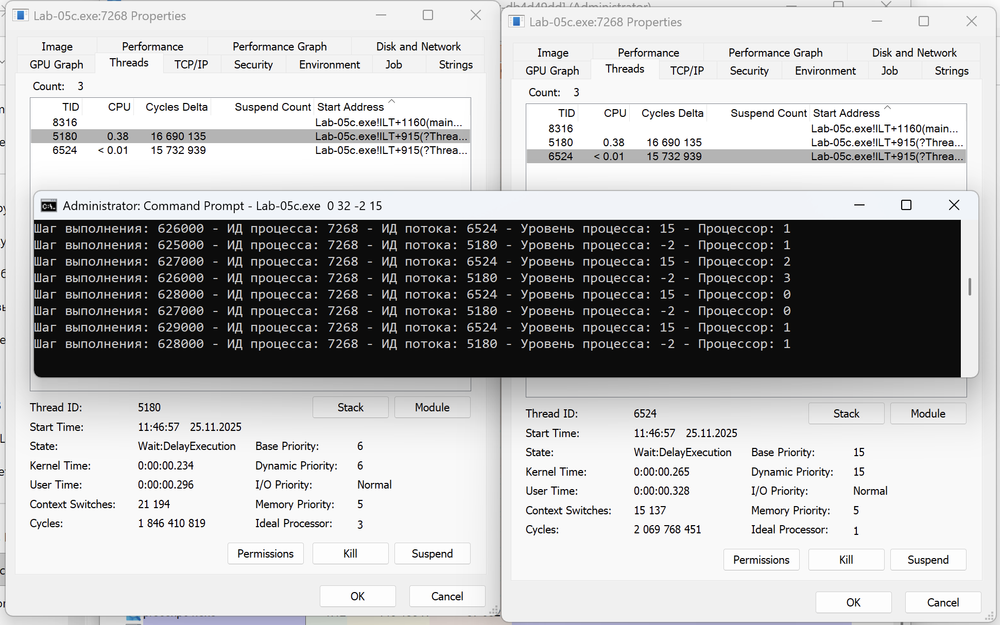 Lab-05c.exe:7268 Properties
Image Performance Performance Graph Disk and Network
GPU Graph Threads TCP/IP Security Environment Job Strings
Count: 3
TID CPU Cycles Delta Suspend Count Start Address
8316 Lab-05c.exe!ILT+1160(main...
5180 0.38 16 690 135 Lab-05c.exe!ILT+915(?Threa...
6524 < 0.01 15 732 939 Lab-05c.exe!ILT+915(?Threa...
(Administrator)
Lab-05c.exe:7268 Properties
Image Performance Performance Graph Disk and Network
GPU Graph Threads TCP/IP Security Environment Job Strings
Count: 3
TID CPU Cycles Delta Suspend Count Start Address
8316 Lab-05c.exe!ILT+1160(main...
5180 0.38 16 690 135 Lab-05c.exe!ILT+915(?Threa...
6524 < 0.01 15 732 939 Lab-05c.exe!ILT+915(?Threa...
Administrator: Command Prompt - Lab-05c.exe 0 32 -2 15
Шаг выполнения: 626000 - ИД процесса: 7268 - ИД потока: 6524 - Уровень процесса: 15 - Процессор: 1
Шаг выполнения: 625000 - ИД процесса: 7268 - ИД потока: 5180 - Уровень процесса: -2 - Процессор: 1
Шаг выполнения: 627000 - ИД процесса: 7268 - ИД потока: 6524 - Уровень процесса: 15 - Процессор: 2
Шаг выполнения: 626000 - ИД процесса: 7268 - ИД потока: 5180 - Уровень процесса: -2 - Процессор: 3
Шаг выполнения: 628000 - ИД процесса: 7268 - ИД потока: 6524 - Уровень процесса: 15 - Процессор: 0
Шаг выполнения: 627000 - ИД процесса: 7268 - ИД потока: 5180 - Уровень процесса: -2 - Процессор: 0
Шаг выполнения: 629000 - ИД процесса: 7268 - ИД потока: 6524 - Уровень процесса: 15 - Процессор: 1
Шаг выполнения: 628000 - ИД процесса: 7268 - ИД потока: 5180 - Уровень процесса: -2 - Процессор: 1
Thread ID: 5180 Stack Module
Start Time: 11:46:57 25.11.2025
State: Wait:DelayExecution Base Priority: 6
Kernel Time: 0:00:00.234 Dynamic Priority: 6
User Time: 0:00:00.296 I/O Priority: Normal
Context Switches: 21 194 Memory Priority: 5
Cycles: 1 846 410 819 Ideal Processor: 3
Permissions Kill Suspend
OK Cancel
Thread ID: 6524 Stack Module
Start Time: 11:46:57 25.11.2025
State: Wait:DelayExecution Base Priority: 15
Kernel Time: 0:00:00.265 Dynamic Priority: 15
User Time: 0:00:00.328 I/O Priority: Normal
Context Switches: 15 137 Memory Priority: 5
Cycles: 2 069 768 451 Ideal Processor: 1
Permissions Kill Suspend
OK Cancel